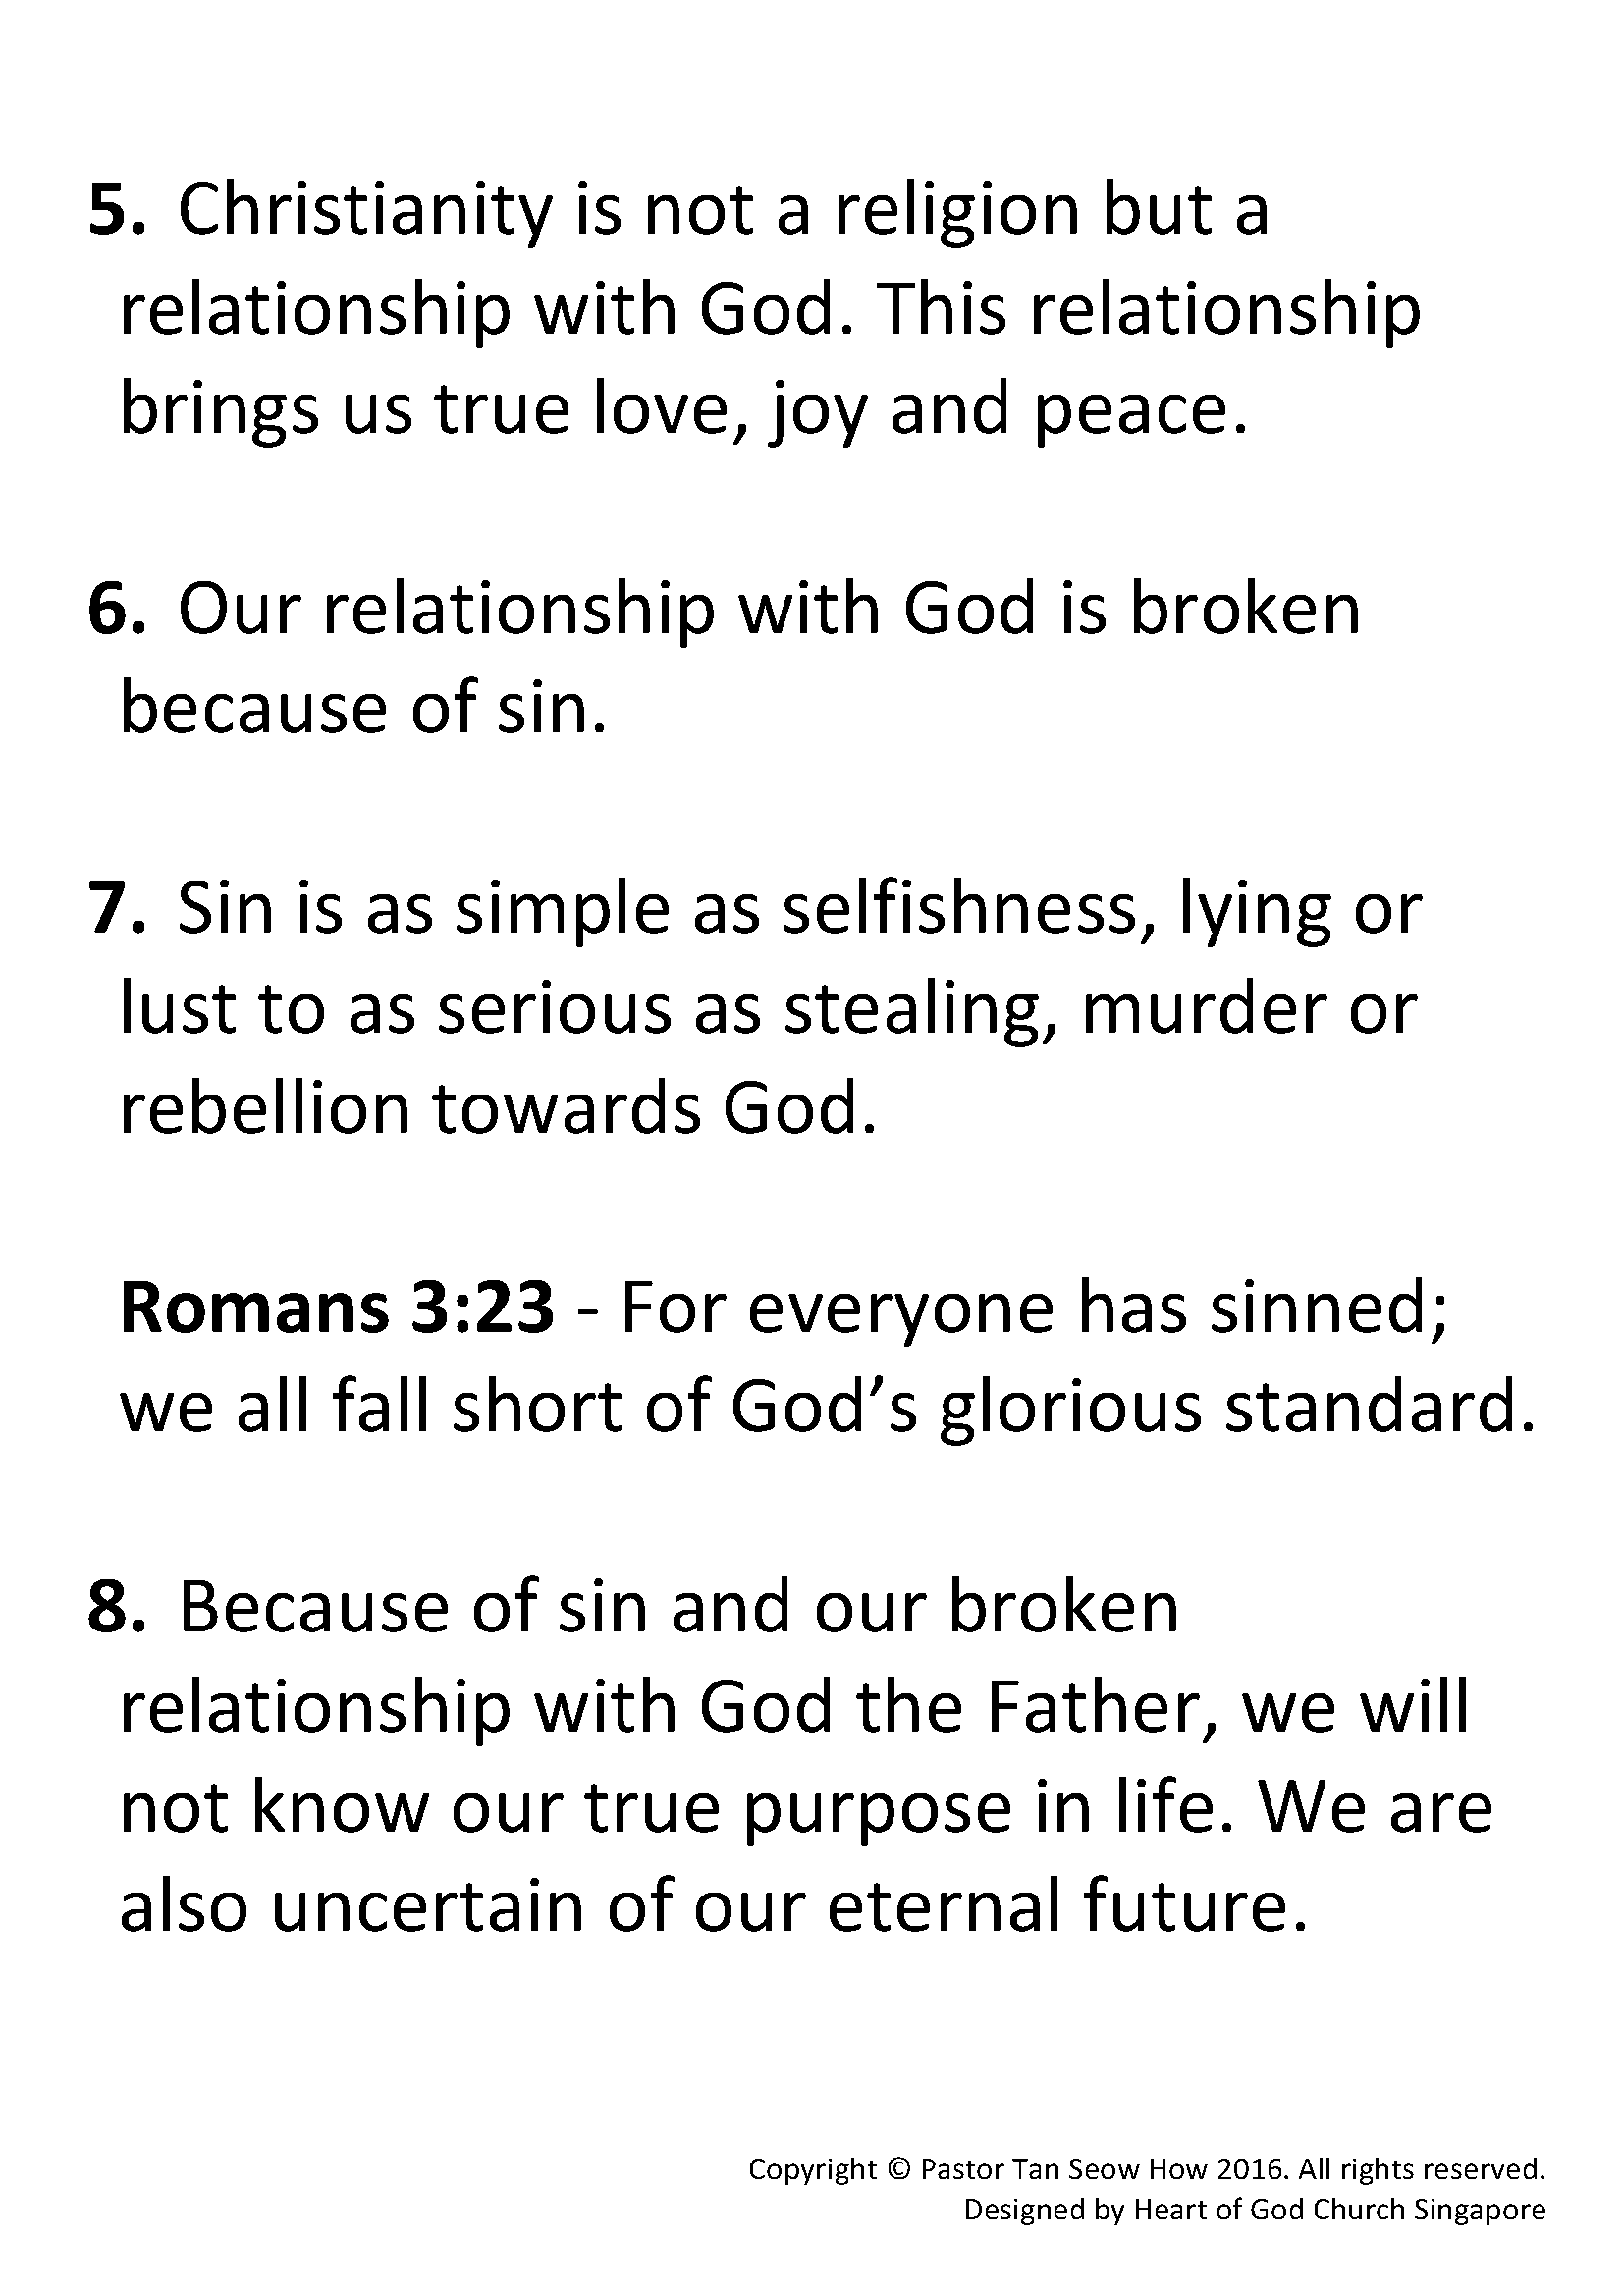 5. Christianity is not a religion but a
relationship with God. This relationship
brings us true love, joy and peace.
6. Our relationship with God is broken
because of sin.
7. Sin is as simple as selfishness, lying or
lust to as serious as stealing, murder or
rebellion towards God.
Romans 3:23 - For everyone has sinned;
we all fall short of God’s glorious standard.
8. Because of sin and our broken
relationship with God the Father, we will
not know our true purpose in life. We are
also uncertain of our eternal future.
Copyright © Pastor Tan Seow How 2016. All rights reserved.
Designed by Heart of God Church Singapore